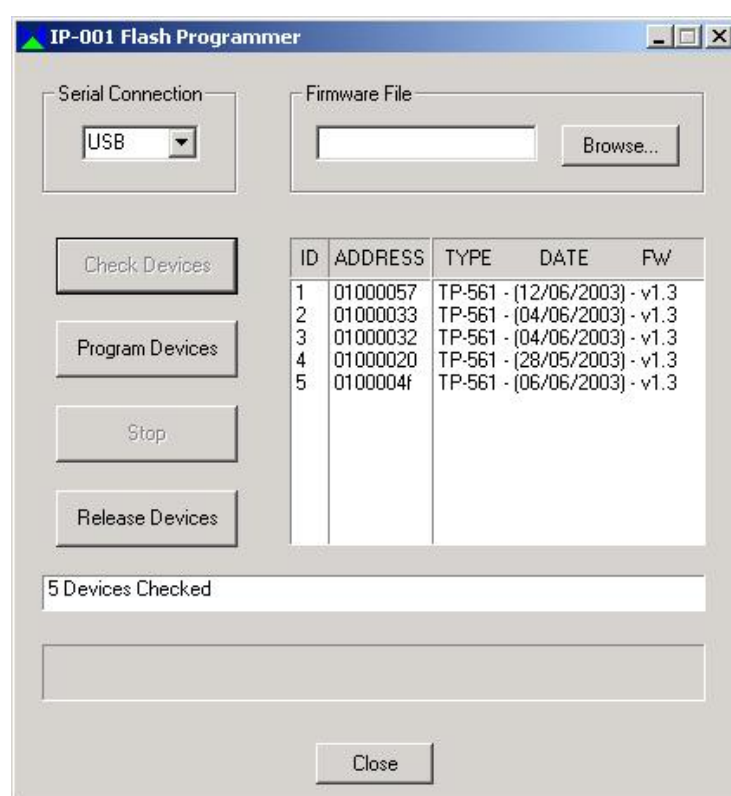 IP-001 Flash Programmer
Serial Connection
USB
Firmware File
Browse...
Check Devices
Program Devices
Stop
Release Devices
ID ADDRESS TYPE DATE FW
1 01000057 TP-561 - (12/06/2003) - v1.3
2 01000033 TP-561 - (04/06/2003) - v1.3
3 01000032 TP-561 - (04/06/2003) - v1.3
4 01000020 TP-561 - (28/05/2003) - v1.3
5 0100004f TP-561 - (06/06/2003) - v1.3
5 Devices Checked
Close